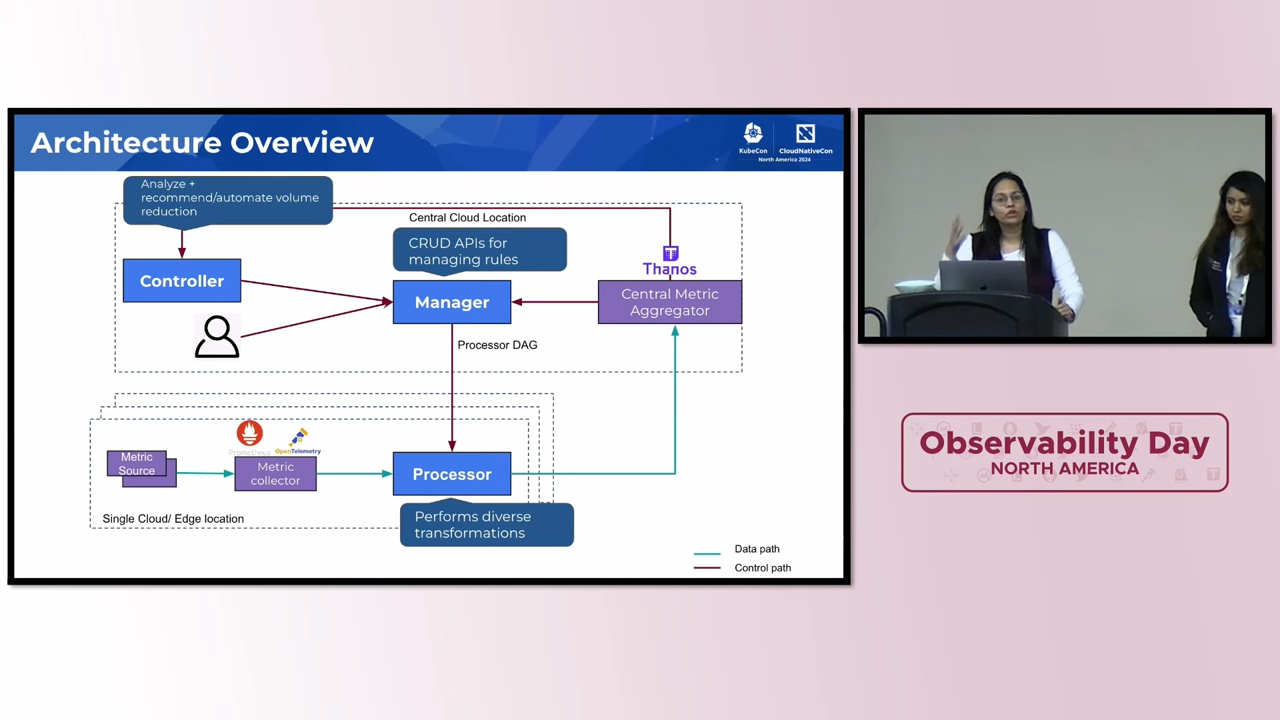 Architecture Overview
KubeCon
CloudNativeCon
North America 2024
Analyze +
recommend/automate volume
reduction
Central Cloud Location
CRUD APIs for
managing rules
Thanos
Controller
Manager
Central Metric
Aggregator
Processor DAG
Prometheus
OpenTelemetry
Metric
Source
Metric
collector
Processor
Single Cloud/ Edge location
Performs diverse
transformations
Data path
Control path
Observability Day
NORTH AMERICA